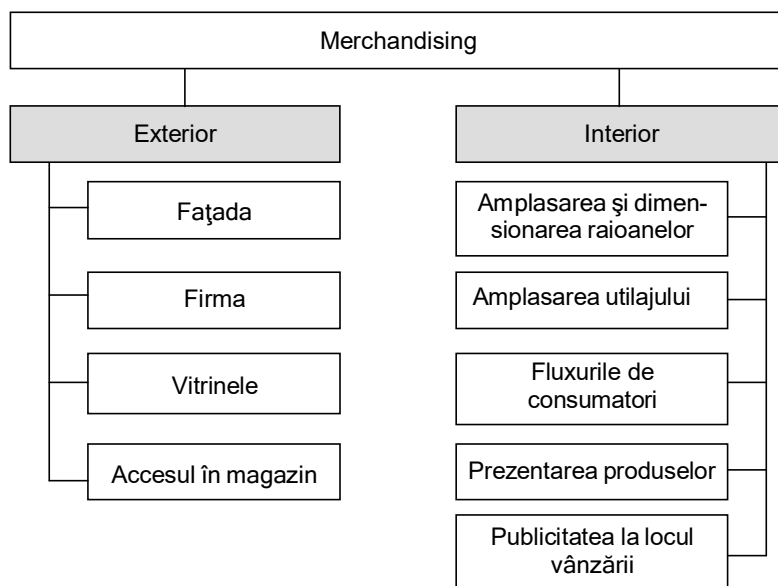 Merchandising
Exterior
Faţada
Firma
Vitrinele
Accesul în magazin
Interior
Amplasarea şi dimen-
sionarea raioanelor
Amplasarea utilajului
Fluxurile de
consumatori
Prezentarea produselor
Publicitatea la locul
vânzării